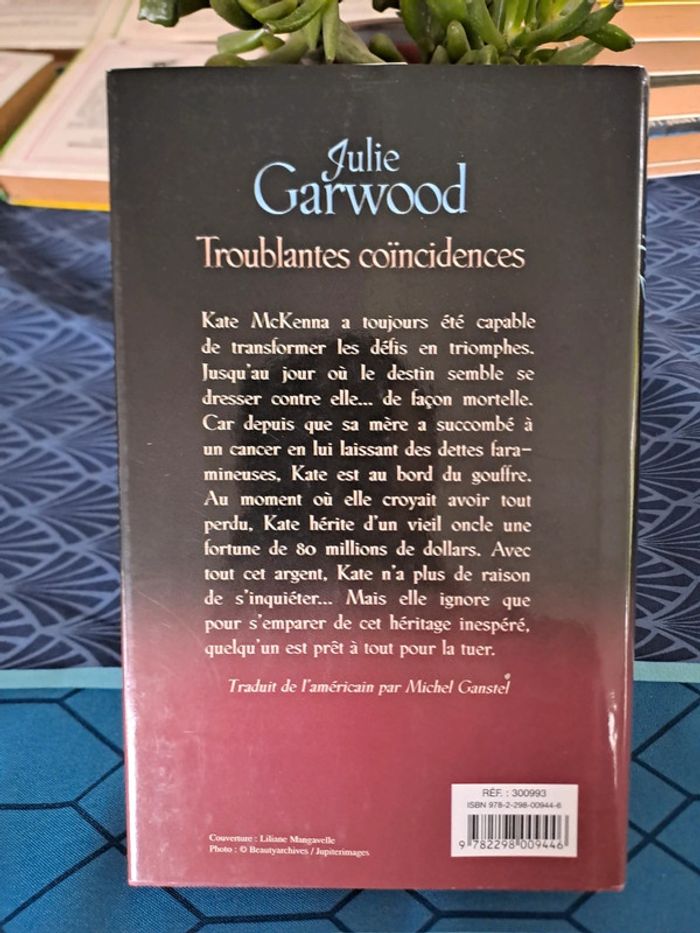 Julie
Garwood
Troublantes coïncidences
Kate McKenna a toujours été capable
de transformer les défis en triomphes.
Jusqu'au jour où le destin semble se
dresser contre elle... de façon mortelle.
Car depuis que sa mère a succombé à
un cancer en lui laissant des dettes fara-
mineuses, Kate est au bord du gouffre.
Au moment où elle croyait avoir tout
perdu, Kate hérite d'un vieil oncle une
fortune de 80 millions de dollars. Avec
tout cet argent, Kate n'a plus de raison
de s'inquiéter... Mais elle ignore que
pour s'emparer de cet héritage inespéré,
quelqu'un est prêt à tout pour la tuer.
Traduit de l'américain par Michel Ganstel
RÉF. : 300993
ISBN 978-2-298-00944-6
9 782298 009446
Couverture : Liliane Mangavelle
Photo : © Beautyarchives / Jupiterimages